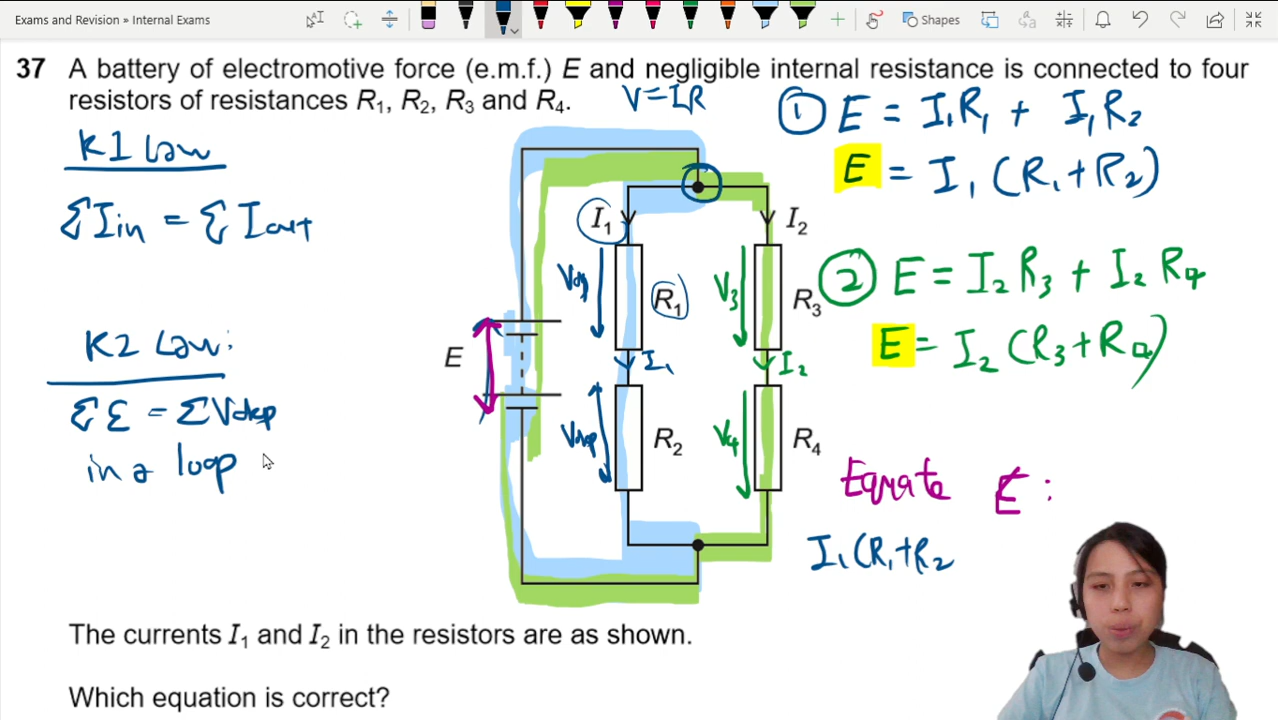 Exams and Revision » Internal Exams
Shapes
37 A battery of electromotive force (e.m.f.) E and negligible internal resistance is connected to four
resistors of resistances R₁, R₂, R₃ and R₄.
V=IR
K1 Law
ΣIin = ΣIout
K2 Law:
ΣE = ΣVdrop
in a loop
E
I₁
I₂
R₁
R₃
V₃
I₁
I₂
Vdrop
R₂
V₄
R₄
① E = I₁R₁ + I₁R₂
E = I₁ (R₁+R₂)
② E = I₂R₃ + I₂R₄
E = I₂ (R₃+R₄)
Equate E:
I₁(R₁+R₂
The currents I₁ and I₂ in the resistors are as shown.
Which equation is correct?